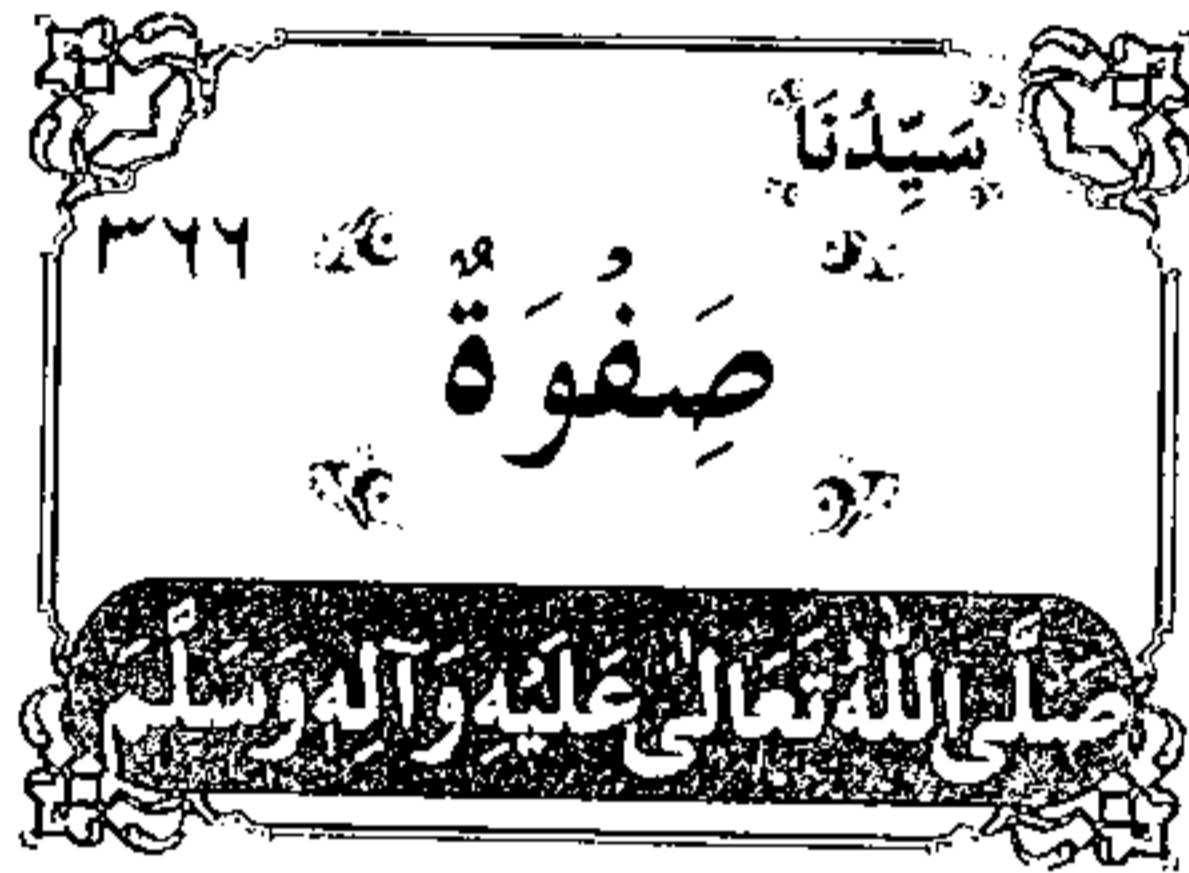 سَيِّدُنَا
٣٦٦
صَِفْوَةٌ
صَلَّى اللّٰهُ تَعَالٰى عَلَيْهِ وَآلِهٖ وَسَلَّمَ